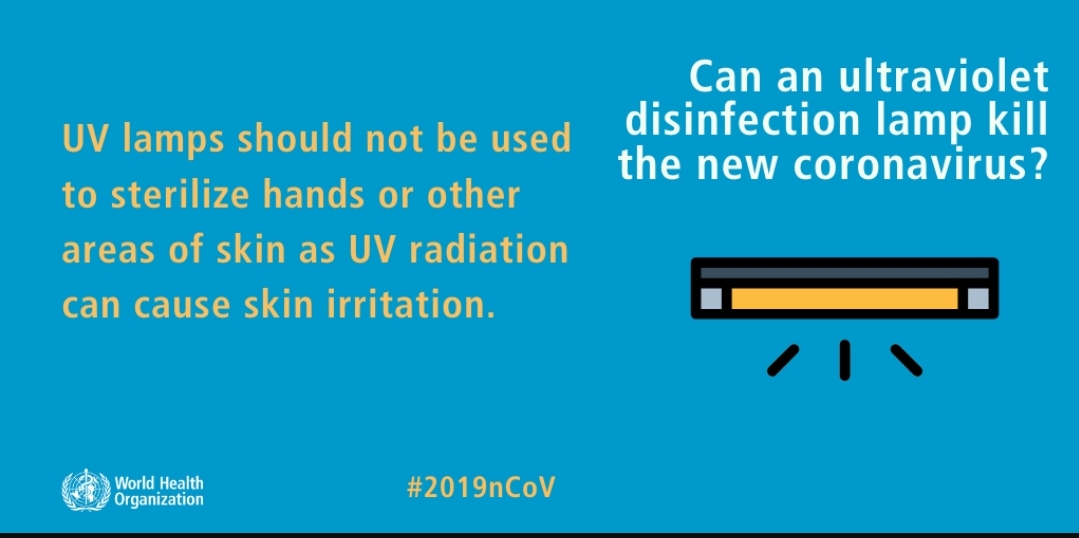 Can an ultraviolet
disinfection lamp kill
the new coronavirus?
UV lamps should not be used
to sterilize hands or other
areas of skin as UV radiation
can cause skin irritation.
World Health
Organization
#2019nCoV